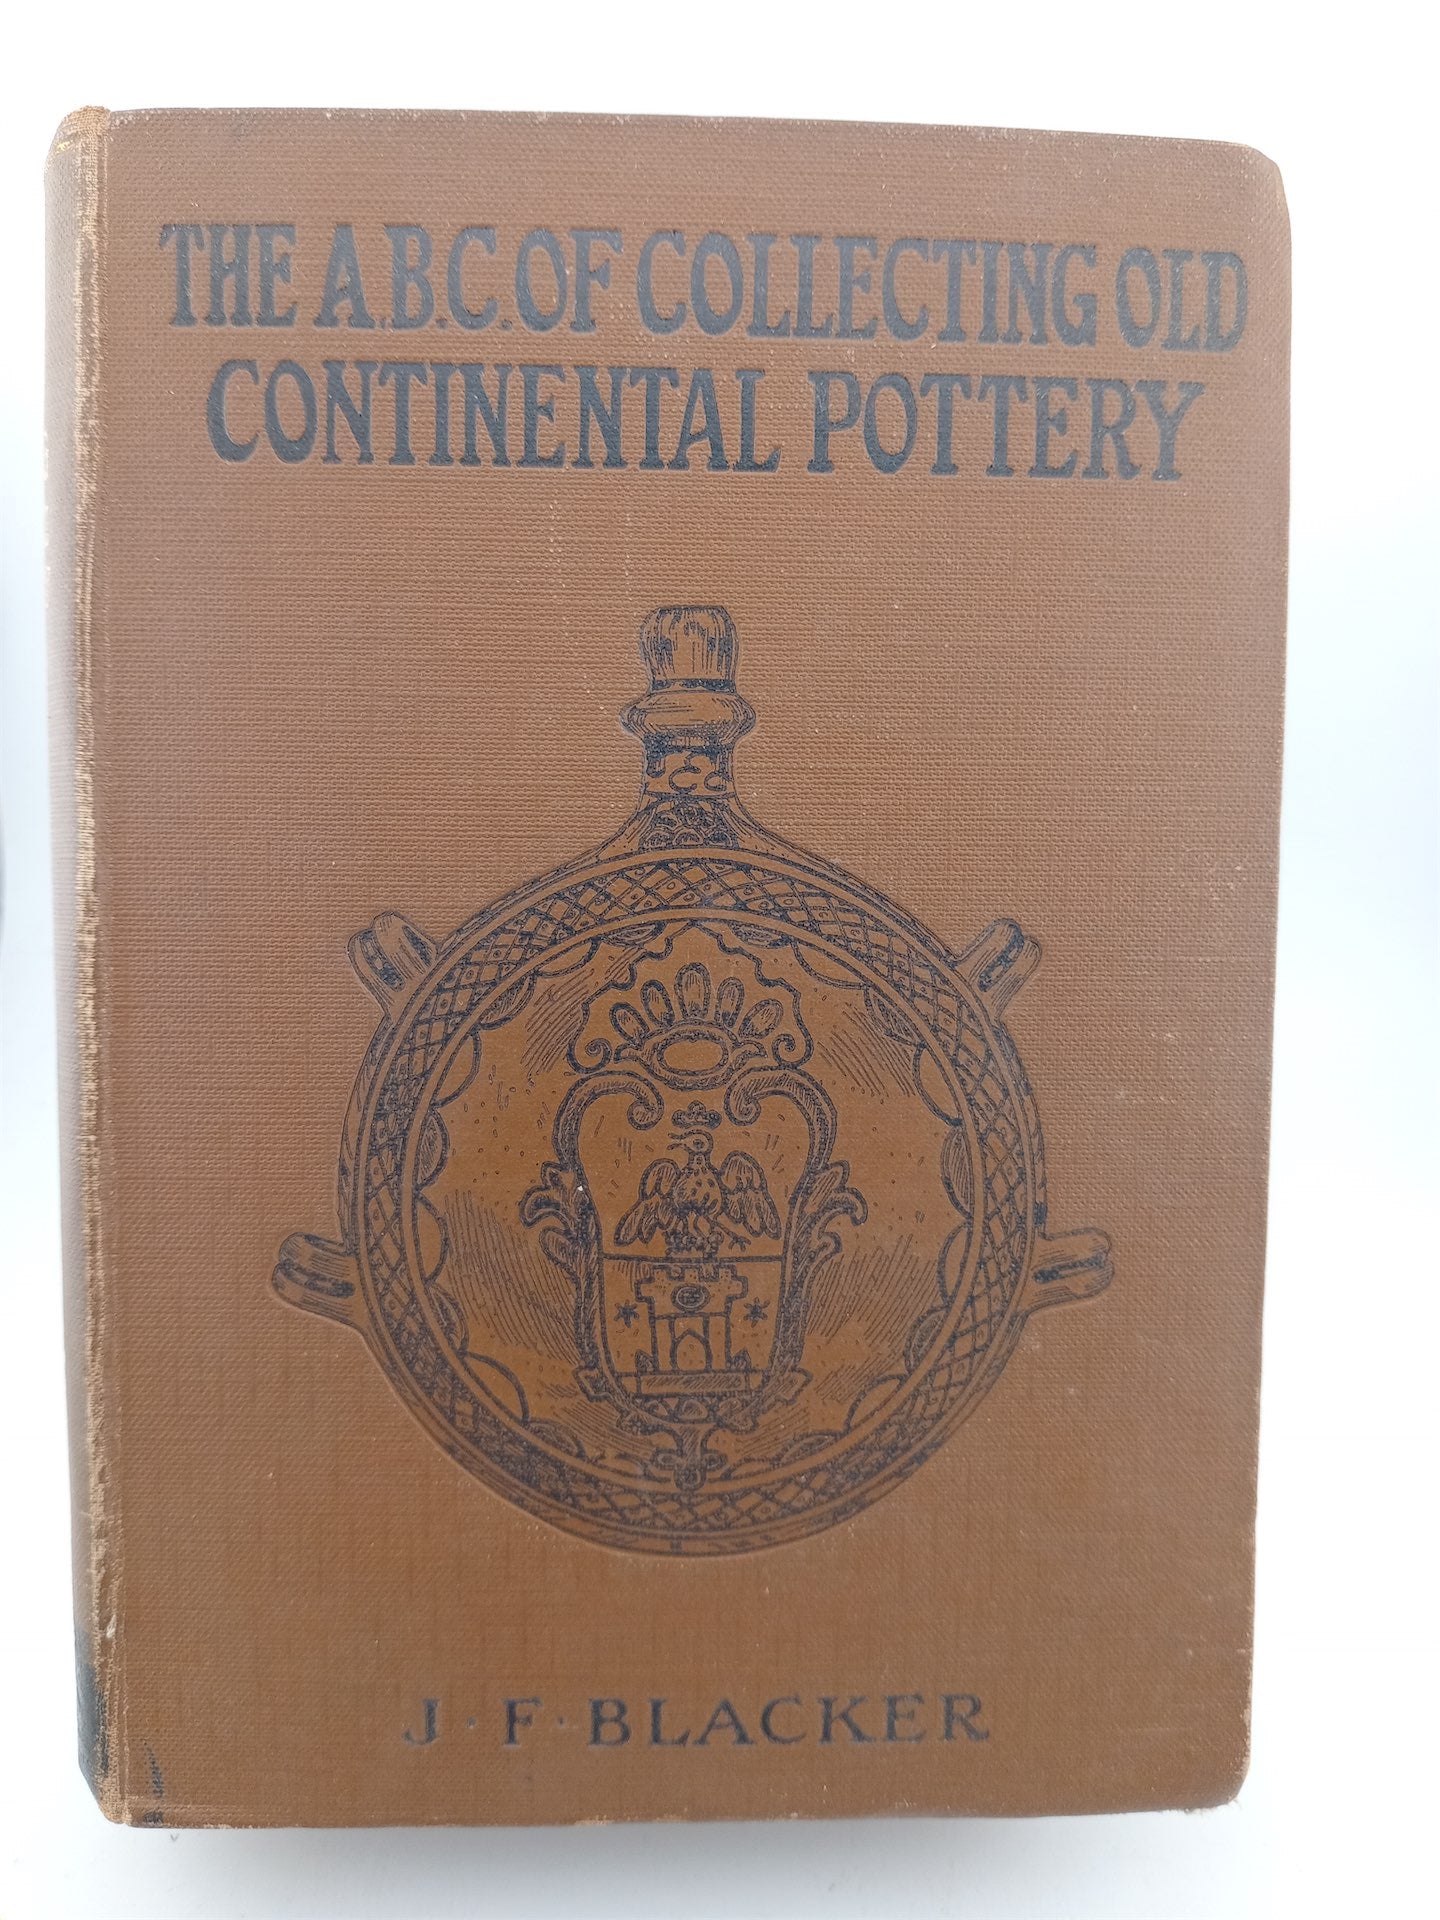 THE A.B.C. OF COLLECTING OLD
CONTINENTAL POTTERY
J · F · BLACKER